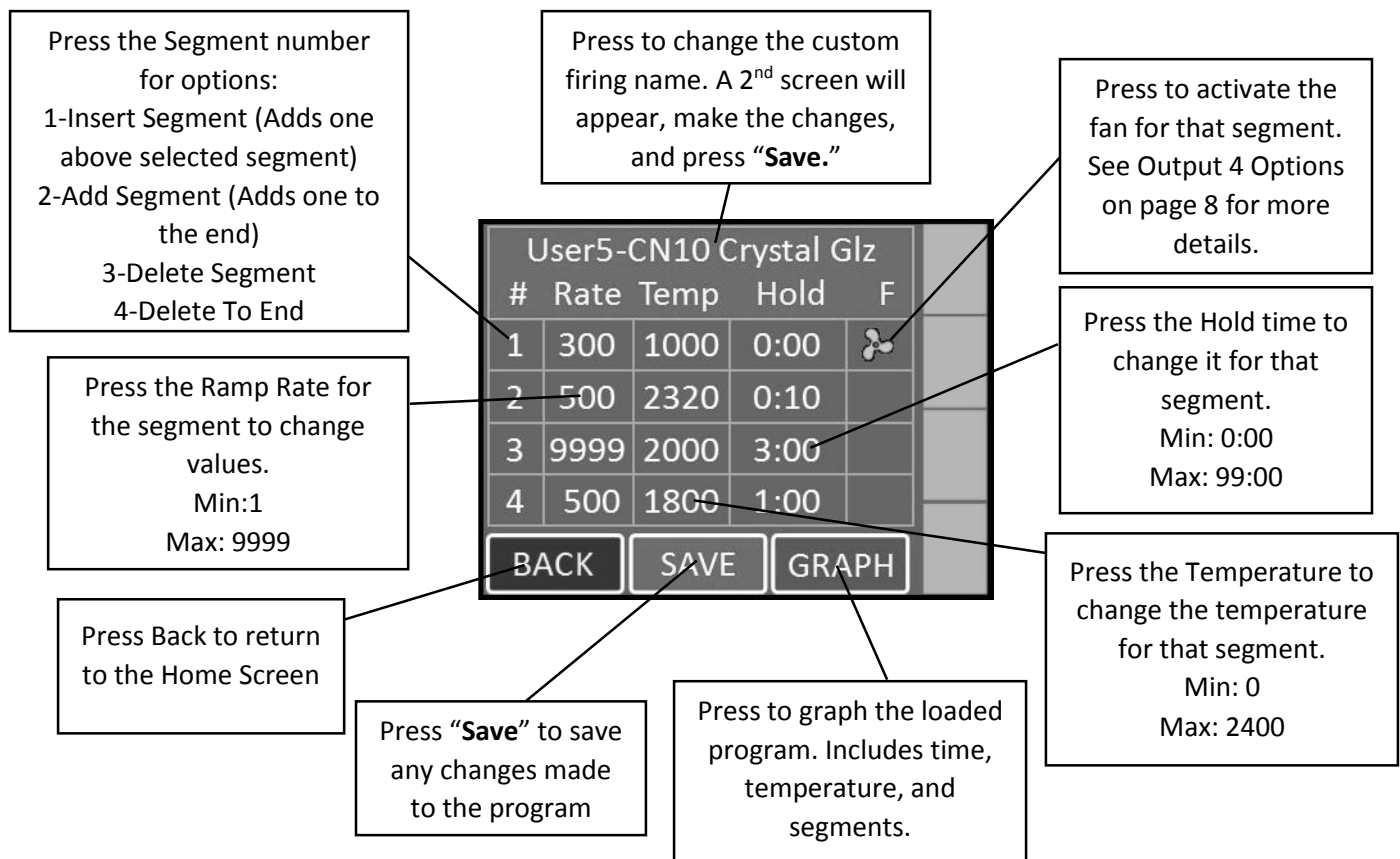 Press the Segment number
for options:
1-Insert Segment (Adds one
above selected segment)
2-Add Segment (Adds one to
the end)
3-Delete Segment
4-Delete To End
Press to change the custom
firing name. A 2nd screen will
appear, make the changes,
and press “Save.”
Press to activate the
fan for that segment.
See Output 4 Options
on page 8 for more
details.
User5-CN10 Crystal Glz
# Rate Temp Hold F
1 300 1000 0:00
2 500 2320 0:10
3 9999 2000 3:00
4 500 1800 1:00
BACK SAVE GRAPH
Press the Ramp Rate for
the segment to change
values.
Min:1
Max: 9999
Press the Hold time to
change it for that
segment.
Min: 0:00
Max: 99:00
Press Back to return
to the Home Screen
Press “Save” to save
any changes made
to the program
Press to graph the loaded
program. Includes time,
temperature, and
segments.
Press the Temperature to
change the temperature
for that segment.
Min: 0
Max: 2400